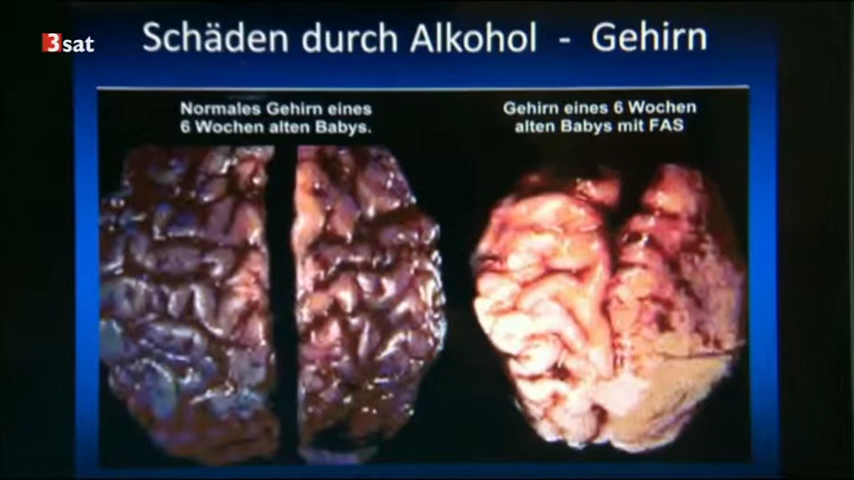 3sat
Schäden durch Alkohol - Gehirn
Normales Gehirn eines
6 Wochen alten Babys.
Gehirn eines 6 Wochen
alten Babys mit FAS